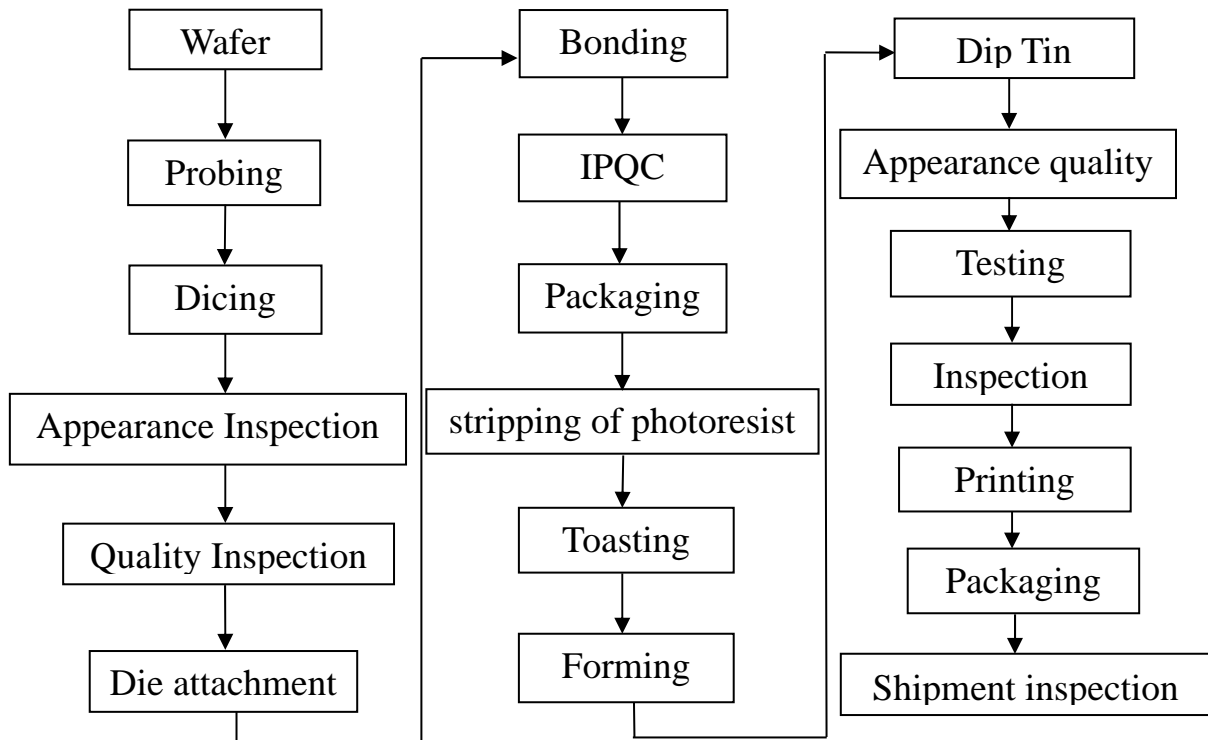 Wafer
Probing
Dicing
Appearance Inspection
Quality Inspection
Die attachment
Bonding
IPQC
Packaging
stripping of photoresist
Toasting
Forming
Dip Tin
Appearance quality
Testing
Inspection
Printing
Packaging
Shipment inspection